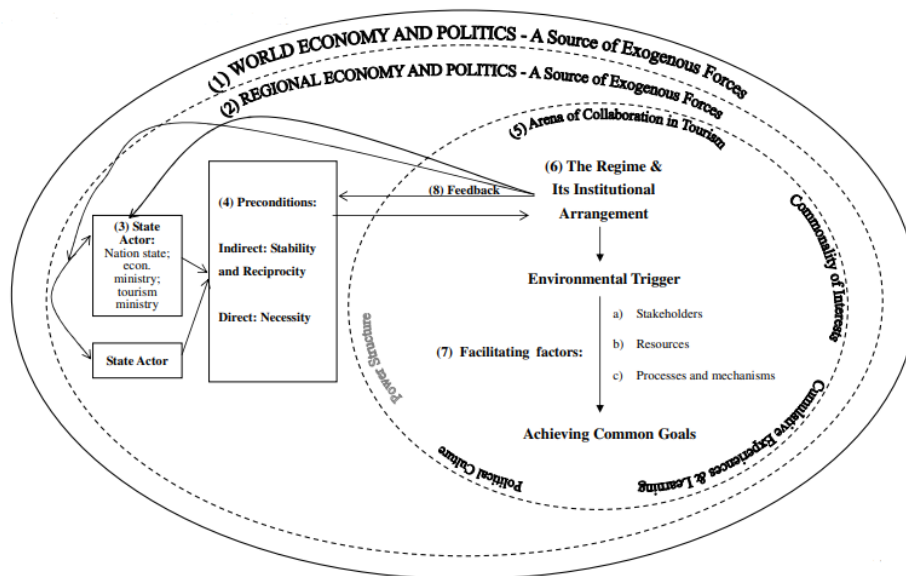 (1) WORLD ECONOMY AND POLITICS - A Source of Exogenous Forces
(2) REGIONAL ECONOMY AND POLITICS - A Source of Exogenous Forces
(5) Arena of Collaboration in Tourism
(6) The Regime &
Its Institutional
Arrangement
(8) Feedback
(4) Preconditions:
Indirect: Stability
and Reciprocity
Direct: Necessity
(3) State
Actor:
Nation state;
econ.
ministry;
tourism
ministry
State Actor
Commonality of Interests
Environmental Trigger
a) Stakeholders
(7) Facilitating factors:
b) Resources
c) Processes and mechanisms
Power Structure
Achieving Common Goals
Political Culture
Cumulative Experiences & Learning